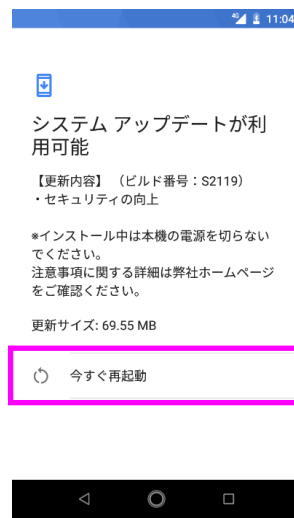 4G 11:04
システム アップデートが利
用可能
【更新内容】（ビルド番号：S2119）
・セキュリティの向上
※インストール中は本機の電源を切らない
でください。
注意事項に関する詳細は弊社ホームページ
をご確認ください。
更新サイズ: 69.55 MB
今すぐ再起動